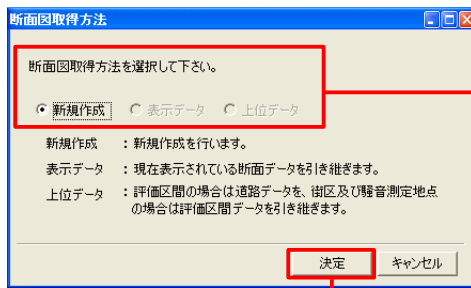 断面図取得方法
断面図取得方法を選択して下さい。
新規作成 表示データ 上位データ
新規作成 ：新規作成を行います。
表示データ ：現在表示されている断面データを引き継ぎます。
上位データ ：評価区間の場合は道路データを、街区及び騒音測定地点
の場合は評価区間データを引き継ぎます。
決定 キャンセル